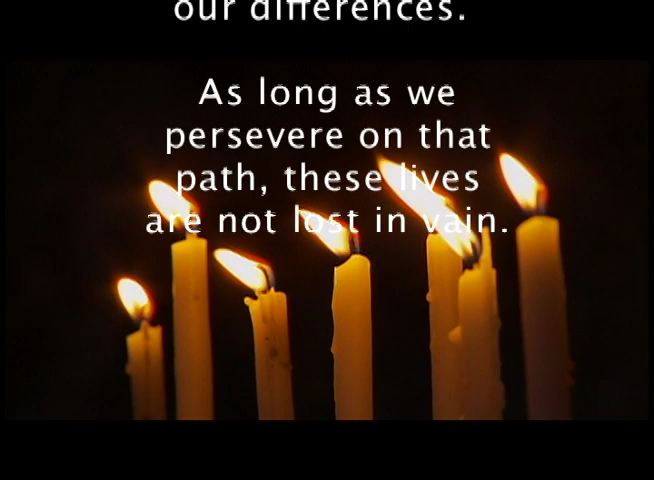 our differences.
As long as we
persevere on that
path, these lives
are not lost in vain.